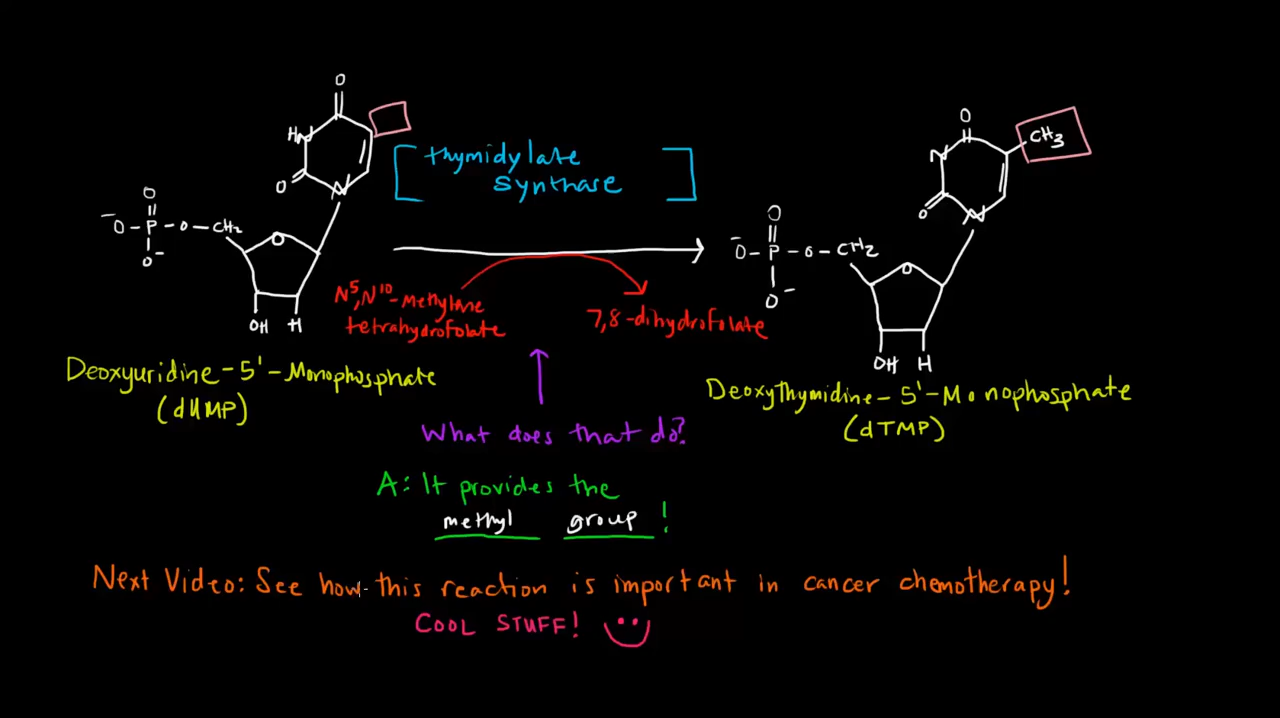 O
HN
O
N
O
-O-P-O-CH2
O-
O
OH H
[thymidylate
synthase]
N5,N10-Methylene
tetrahydrofolate
7,8-dihydrofolate
O
CH3
N
O
N
O
-O-P-O-CH2
O-
O
OH H
Deoxyuridine-5'-Monophosphate
(dUMP)
Deoxythymidine-5'-Monophosphate
(dTMP)
What does that do?
A: It provides the
methyl group!
Next Video: See how this reaction is important in cancer chemotherapy!
COOL STUFF!